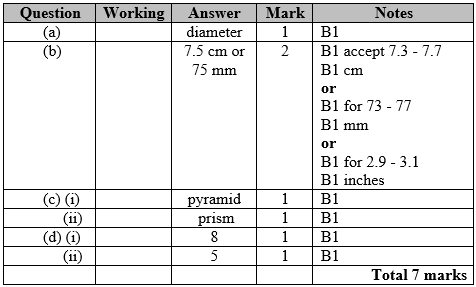 Question Working Answer Mark Notes
(a) diameter 1 B1
(b) 7.5 cm or 2 B1 accept 7.3 - 7.7
75 mm B1 cm
or
B1 for 73 - 77
B1 mm
or
B1 for 2.9 - 3.1
B1 inches
(c) (i) pyramid 1 B1
(ii) prism 1 B1
(d) (i) 8 1 B1
(ii) 5 1 B1
Total 7 marks